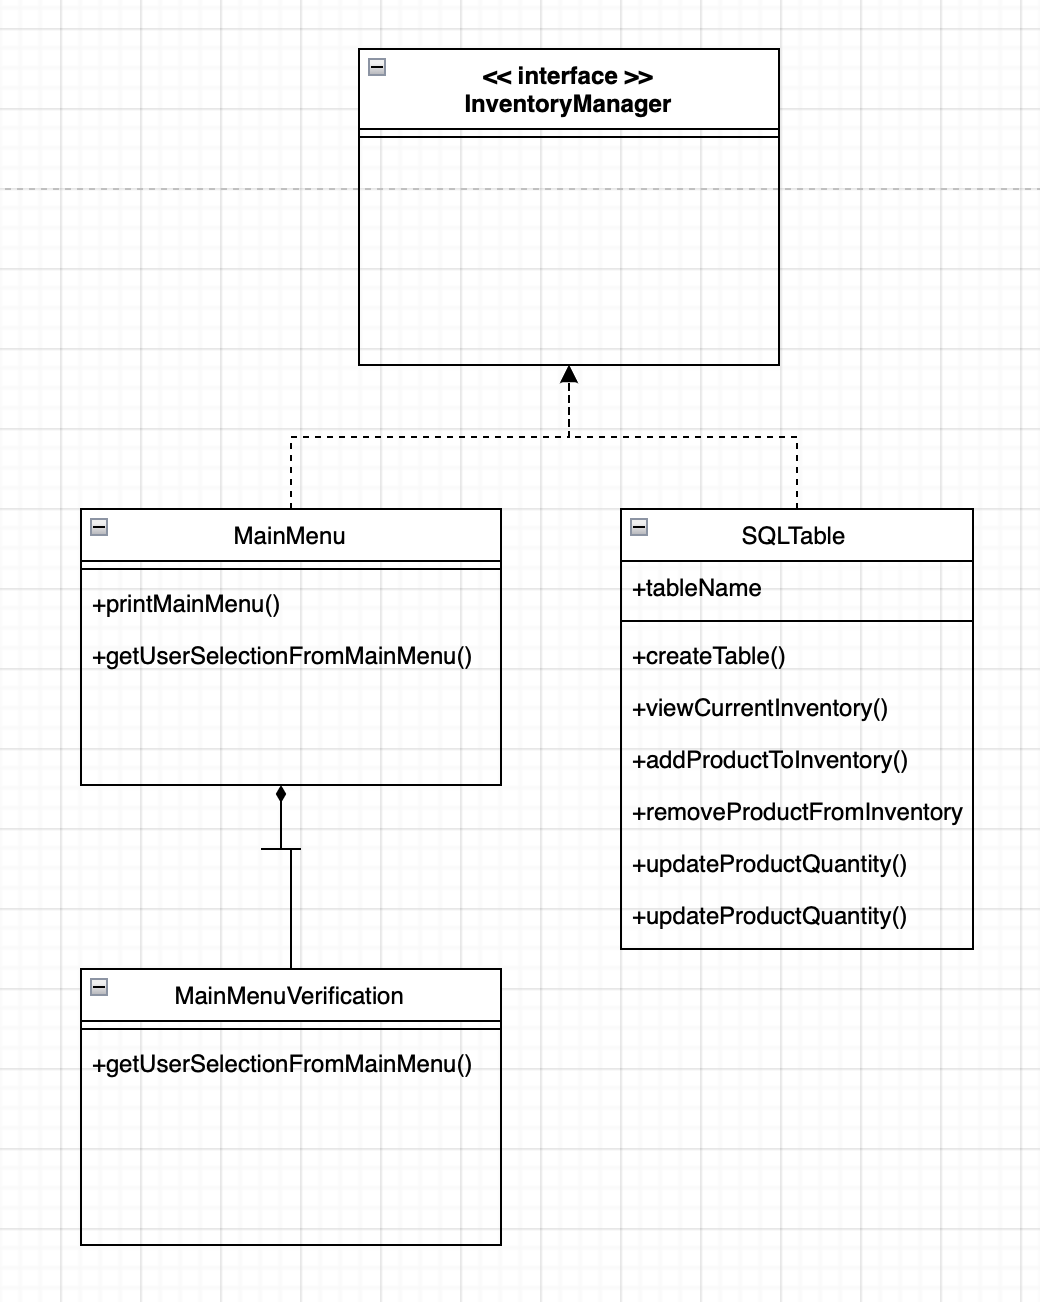 << interface >>
InventoryManager
MainMenu
+printMainMenu()
+getUserSelectionFromMainMenu()
SQLTable
+tableName
+createTable()
+viewCurrentInventory()
+addProductToInventory()
+removeProductFromInventory
+updateProductQuantity()
+updateProductQuantity()
MainMenuVerification
+getUserSelectionFromMainMenu()